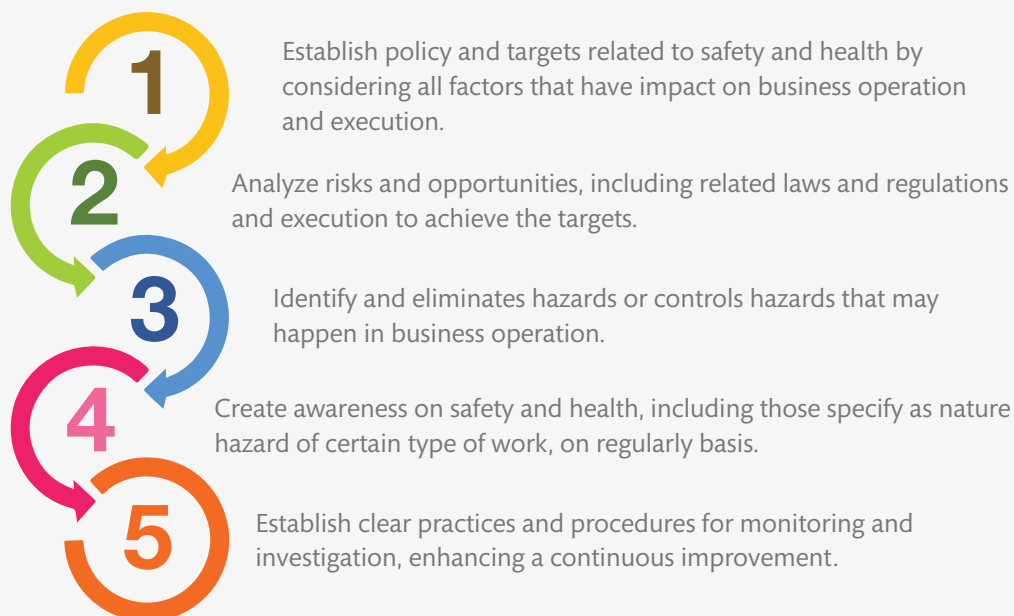 1
Establish policy and targets related to safety and health by
considering all factors that have impact on business operation
and execution.
2
Analyze risks and opportunities, including related laws and regulations
and execution to achieve the targets.
3
Identify and eliminates hazards or controls hazards that may
happen in business operation.
4
Create awareness on safety and health, including those specify as nature
hazard of certain type of work, on regularly basis.
5
Establish clear practices and procedures for monitoring and
investigation, enhancing a continuous improvement.